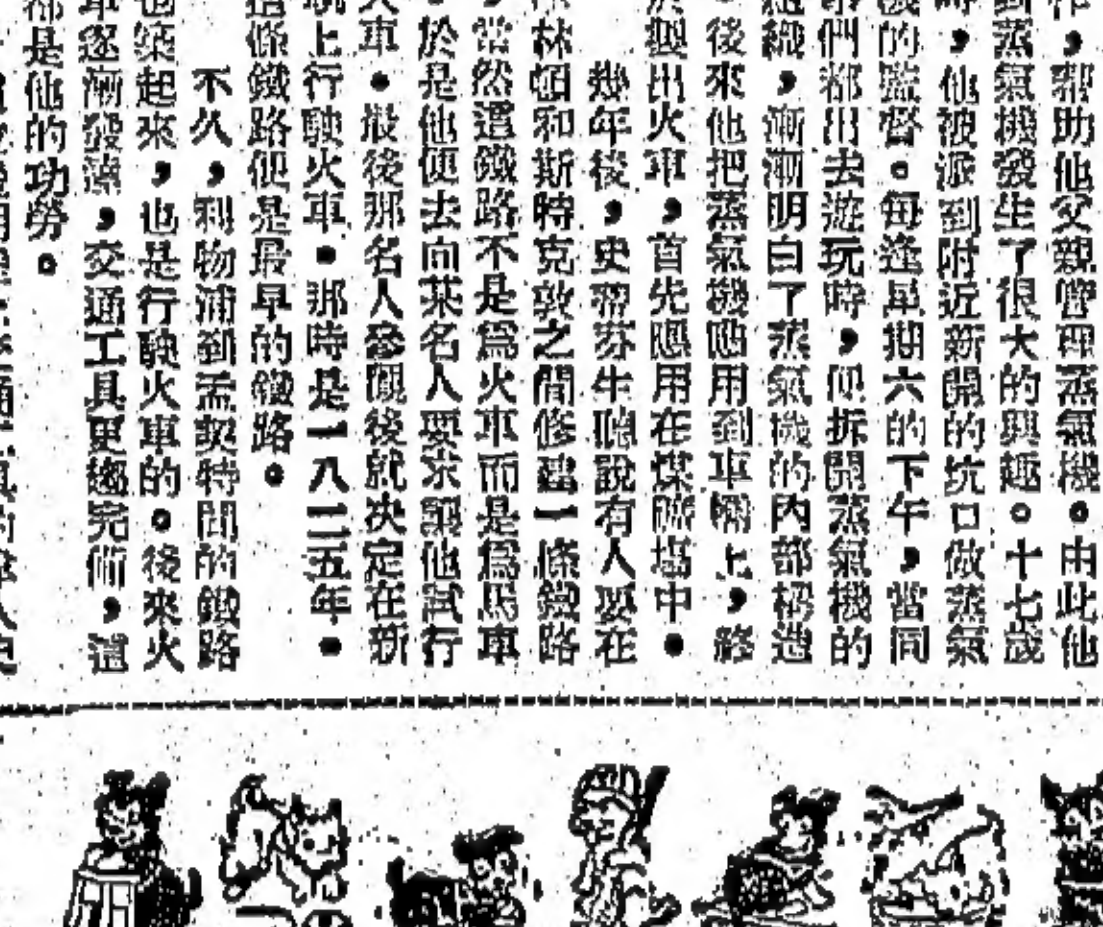 作，幫助他父親管理蒸氣機。由此他
對蒸氣機發生了很大的興趣。十七歲
時，他被派到附近新開的坑口做蒸氣
機的監督。每逢星期六的下午，當同
事們都出去遊玩時，他拆開蒸氣機的
組織，漸漸明白了蒸氣機的內部構造
。後來他把蒸氣機應用到車輛上，終
於製出火車，首先應用在煤礦場中。
幾年後，史蒂芬生聽說有人要在
林頓和斯時克敦之間修建一條鐵路
，當然這鐵路不是為火車而是為馬車
。於是他便去向某名人要求讓他試行
火車。最後那名人參觀後就決定在新
軌上行駛火車。那時是一八二五年。
這條鐵路便是最早的鐵路。
不久，利物浦到孟契特間的鐵路
也築起來，也是行駛火車的。後來火
車逐漸發達，交通工具更趨完備，這
都是他的功勞。